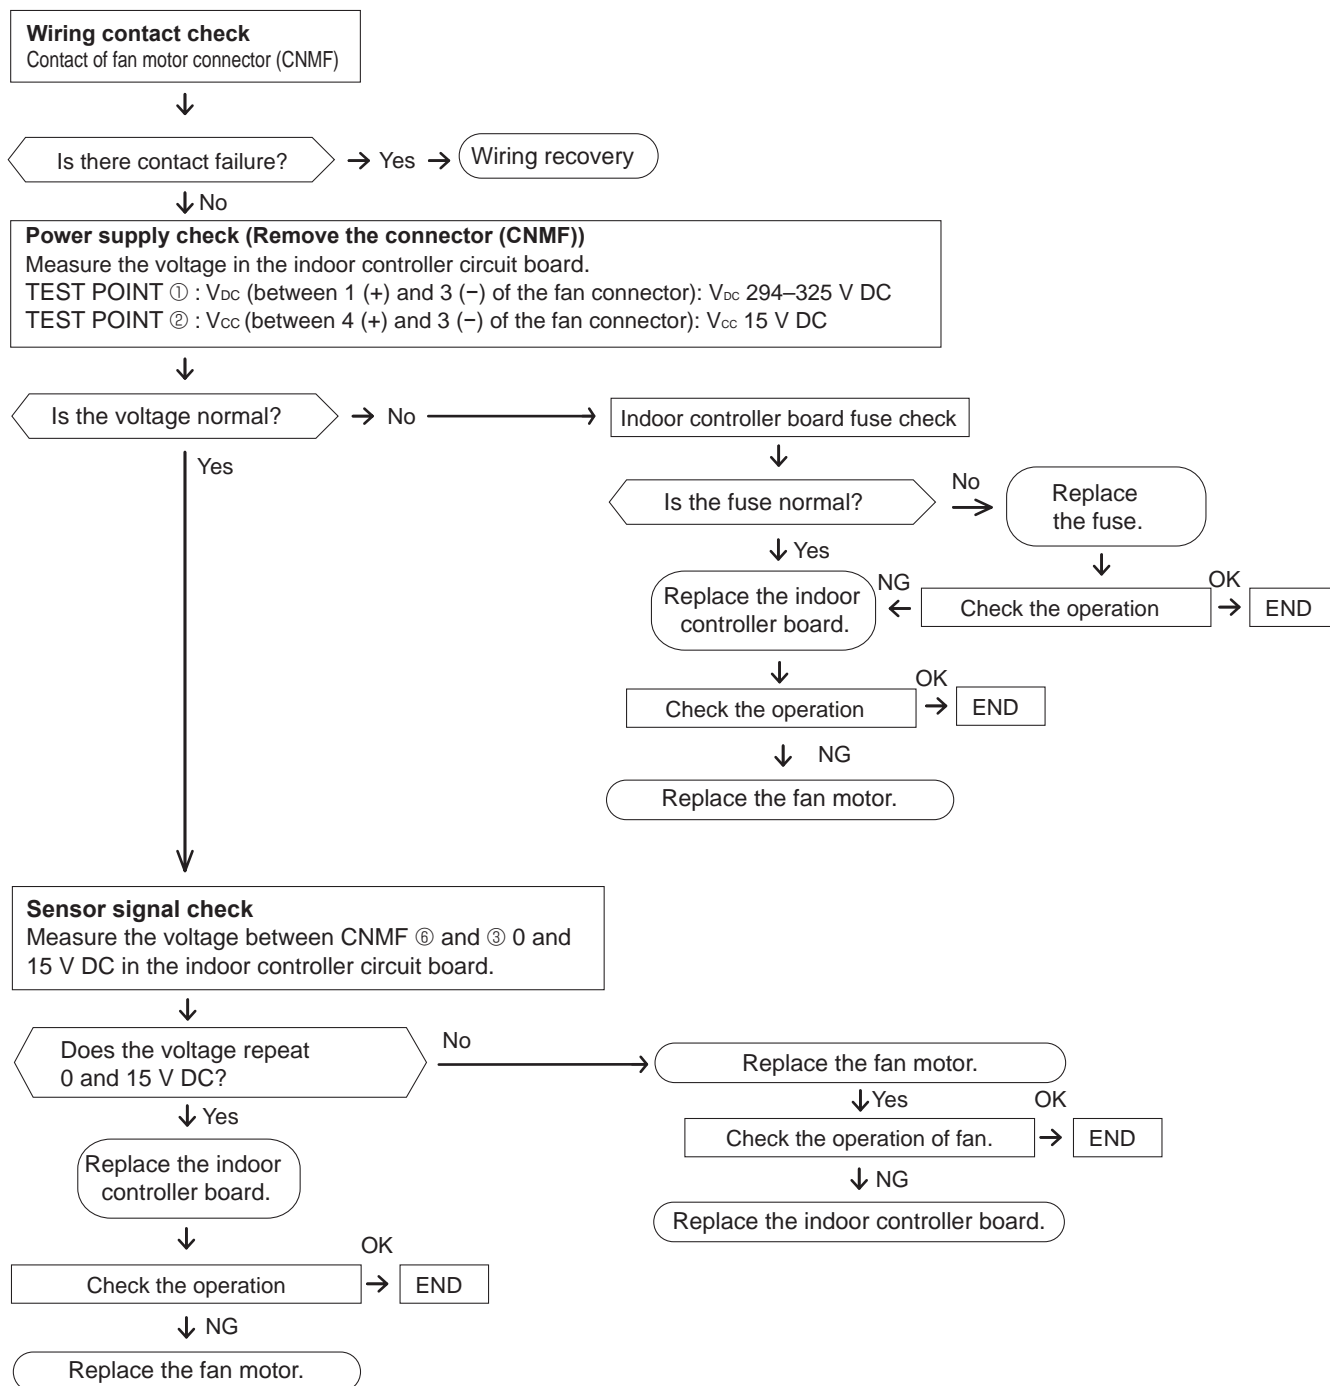 Wiring contact check
Contact of fan motor connector (CNMF)
Is there contact failure?
Yes
Wiring recovery
No
Power supply check (Remove the connector (CNMF))
Measure the voltage in the indoor controller circuit board.
TEST POINT ① : VDC (between 1 (+) and 3 (−) of the fan connector): VDC 294–325 V DC
TEST POINT ② : VCC (between 4 (+) and 3 (−) of the fan connector): Vcc 15 V DC
Is the voltage normal?
No
Indoor controller board fuse check
Yes
Is the fuse normal?
No
Replace
the fuse.
Yes
Replace the indoor
controller board.
NG
Check the operation
OK
END
Check the operation
OK
END
NG
Replace the fan motor.
Sensor signal check
Measure the voltage between CNMF ⑥ and ③ 0 and
15 V DC in the indoor controller circuit board.
Does the voltage repeat
0 and 15 V DC?
No
Replace the fan motor.
Yes
Yes
OK
Check the operation of fan.
END
Replace the indoor
controller board.
NG
Replace the indoor controller board.
OK
Check the operation
END
NG
Replace the fan motor.